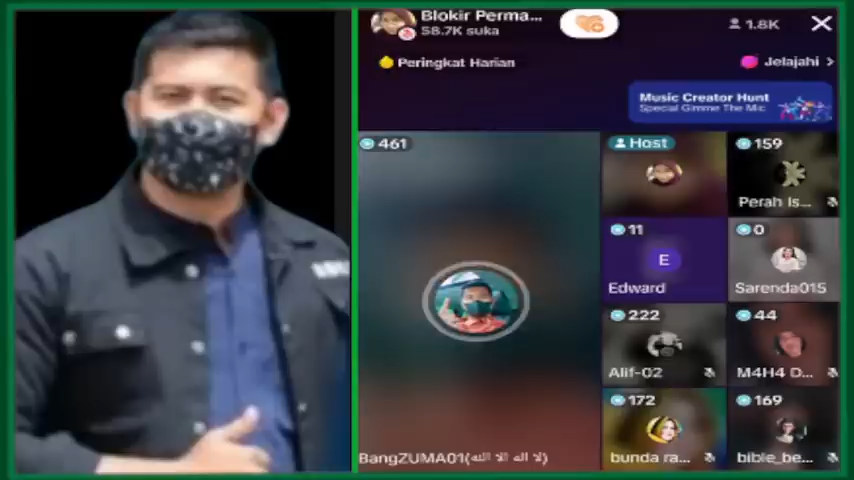 Blokir Perma...
58.7K suka
1.8K
Peringkat Harian
Jelajahi >
Music Creator Hunt
Special Gimme The Mic
461
Host
159
Perah Is...
11
0
E
Edward
Sarenda015
222
44
Alif-02
M4H4 D...
172
169
BangZUMA01(لا اله الا الله)
bunda ra...
bible_be...